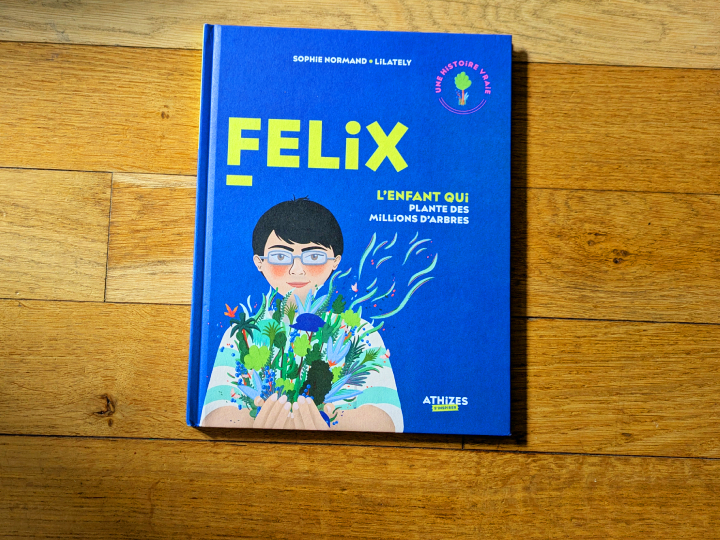 SOPHIE NORMAND • LILATELY
UNE HISTOIRE VRAIE
FELiX
L'ENFANT QUi
PLANTE DES
MiLLiONS D'ARBRES
ATHiZES